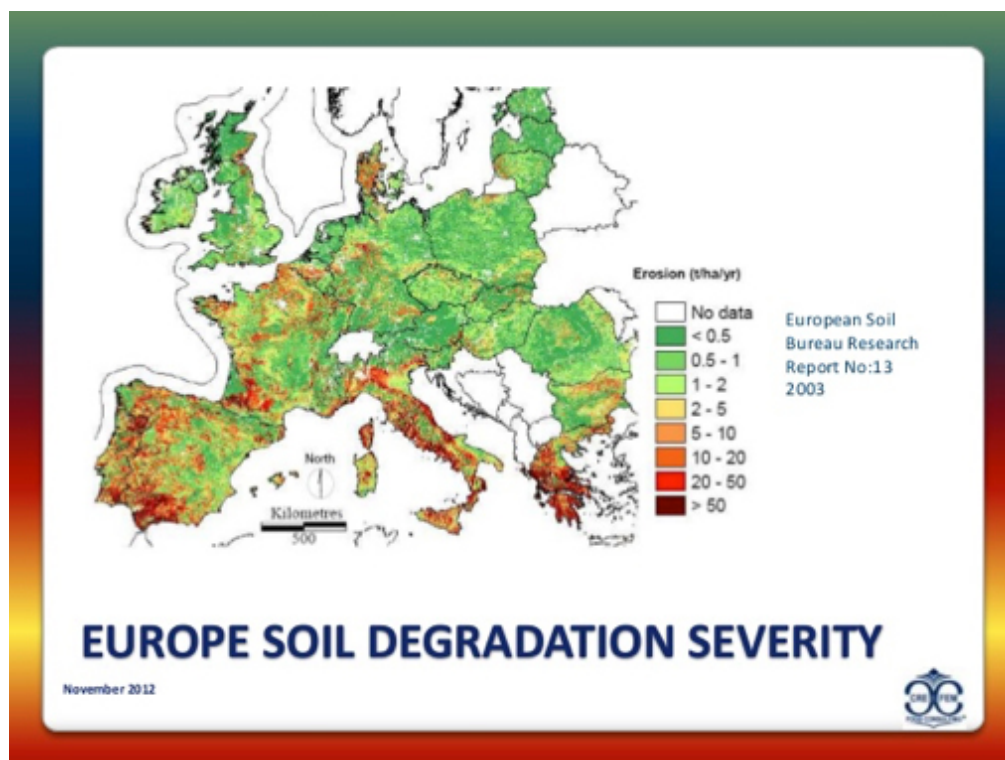 North
Kilometres
500
Erosion (t/ha/yr)
No data
< 0.5
0.5 - 1
1 - 2
2 - 5
5 - 10
10 - 20
20 - 50
> 50
European Soil
Bureau Research
Report No:13
2003
EUROPE SOIL DEGRADATION SEVERITY
November 2012
CRE FEW